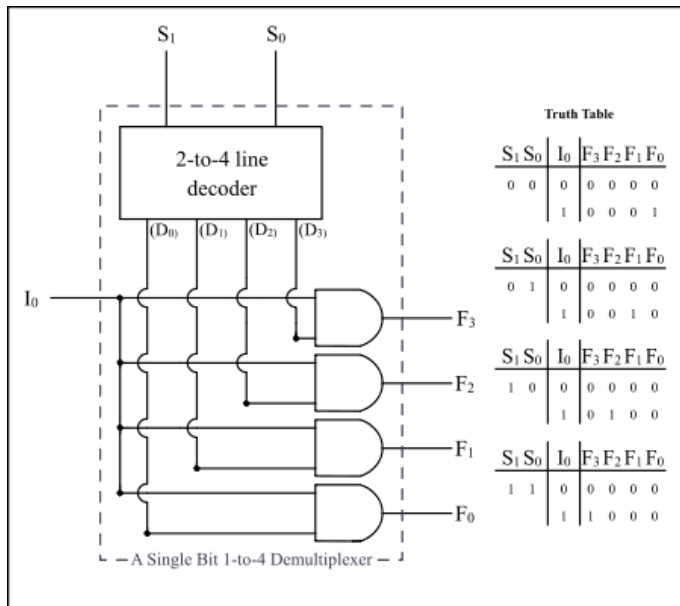 S₁ S₀
2-to-4 line
decoder
(D₀) (D₁) (D₂) (D₃)
I₀
F₃
F₂
F₁
F₀
A Single Bit 1-to-4 Demultiplexer
Truth Table
S₁ S₀ I₀ F₃ F₂ F₁ F₀
0 0 0 0 0 0 0
1 0 0 0 1
S₁ S₀ I₀ F₃ F₂ F₁ F₀
0 1 0 0 0 0 0
1 0 0 1 0
S₁ S₀ I₀ F₃ F₂ F₁ F₀
1 0 0 0 0 0 0
1 0 1 0 0
S₁ S₀ I₀ F₃ F₂ F₁ F₀
1 1 0 0 0 0 0
1 1 0 0 0